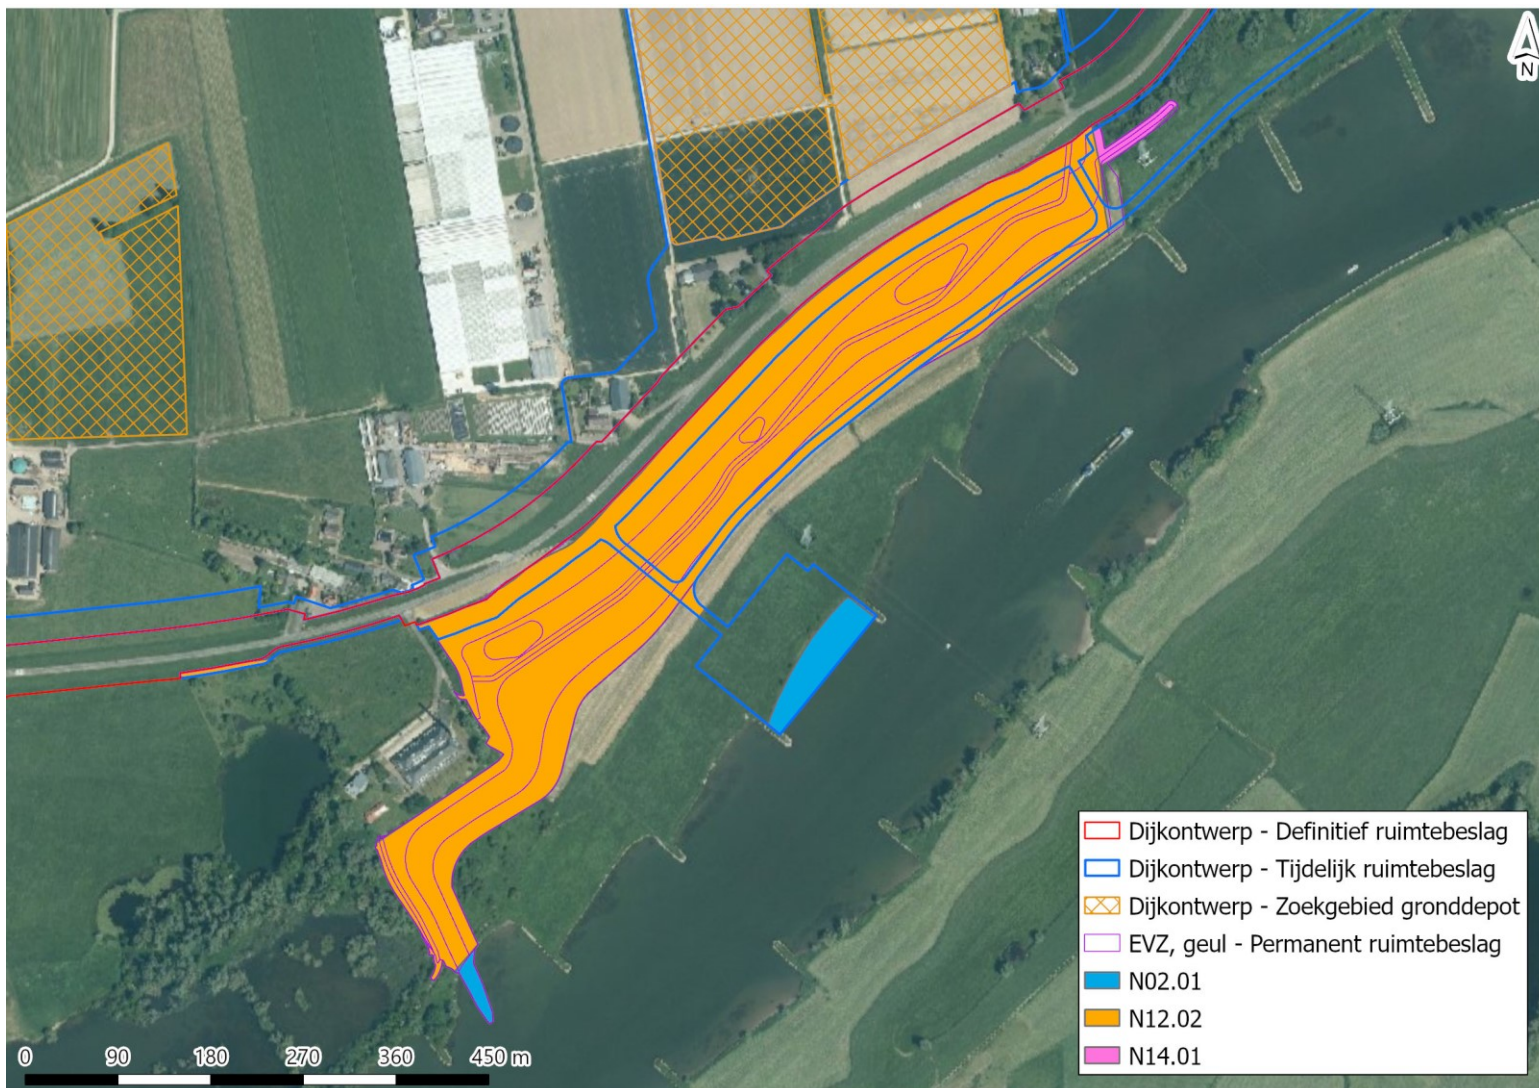 N
Dijkontwerp - Definitief ruimtebeslag
Dijkontwerp - Tijdelijk ruimtebeslag
Dijkontwerp - Zoekgebied gronddepot
EVZ, geul - Permanent ruimtebeslag
N02.01
N12.02
N14.01
0 90 180 270 360 450 m